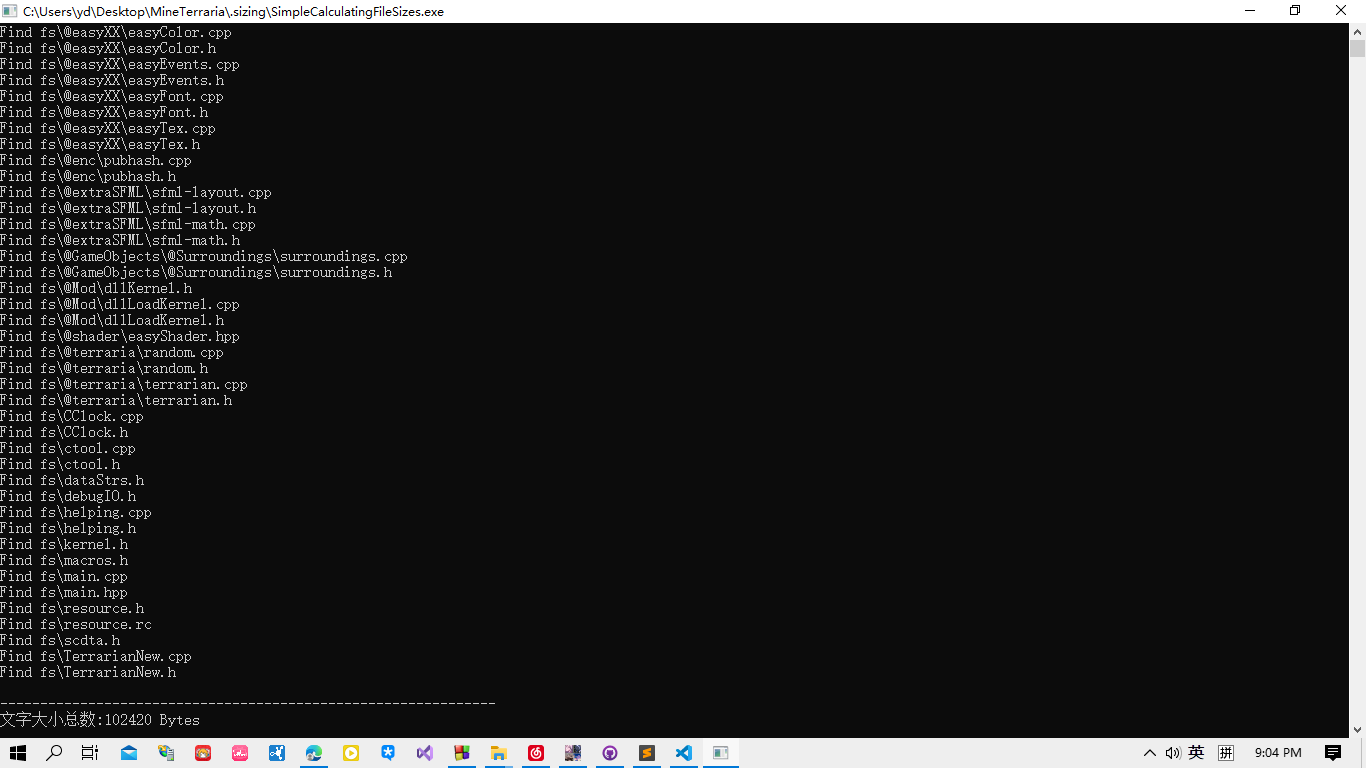 C:\Users\yd\Desktop\MineTerraria\.sizing\SimpleCalculatingFileSizes.exe
Find fs\@easyXX\easyColor.cpp
Find fs\@easyXX\easyColor.h
Find fs\@easyXX\easyEvents.cpp
Find fs\@easyXX\easyEvents.h
Find fs\@easyXX\easyFont.cpp
Find fs\@easyXX\easyFont.h
Find fs\@easyXX\easyTex.cpp
Find fs\@easyXX\easyTex.h
Find fs\@enc\pubhash.cpp
Find fs\@enc\pubhash.h
Find fs\@extraSFML\sfml-layout.cpp
Find fs\@extraSFML\sfml-layout.h
Find fs\@extraSFML\sfml-math.cpp
Find fs\@extraSFML\sfml-math.h
Find fs\@GameObjects\@Surroundings\surroundings.cpp
Find fs\@GameObjects\@Surroundings\surroundings.h
Find fs\@Mod\dllKernel.h
Find fs\@Mod\dllLoadKernel.cpp
Find fs\@Mod\dllLoadKernel.h
Find fs\@shader\easyShader.hpp
Find fs\@terraria\random.cpp
Find fs\@terraria\random.h
Find fs\@terraria\terrarian.cpp
Find fs\@terraria\terrarian.h
Find fs\CClock.cpp
Find fs\CClock.h
Find fs\ctool.cpp
Find fs\ctool.h
Find fs\dataStrs.h
Find fs\debugIO.h
Find fs\helping.cpp
Find fs\helping.h
Find fs\kernel.h
Find fs\macros.h
Find fs\main.cpp
Find fs\main.hpp
Find fs\resource.h
Find fs\resource.rc
Find fs\scdta.h
Find fs\TerrarianNew.cpp
Find fs\TerrarianNew.h
--------------------------------------------------------------
文字大小总数:102420 Bytes
英 拼 9:04 PM